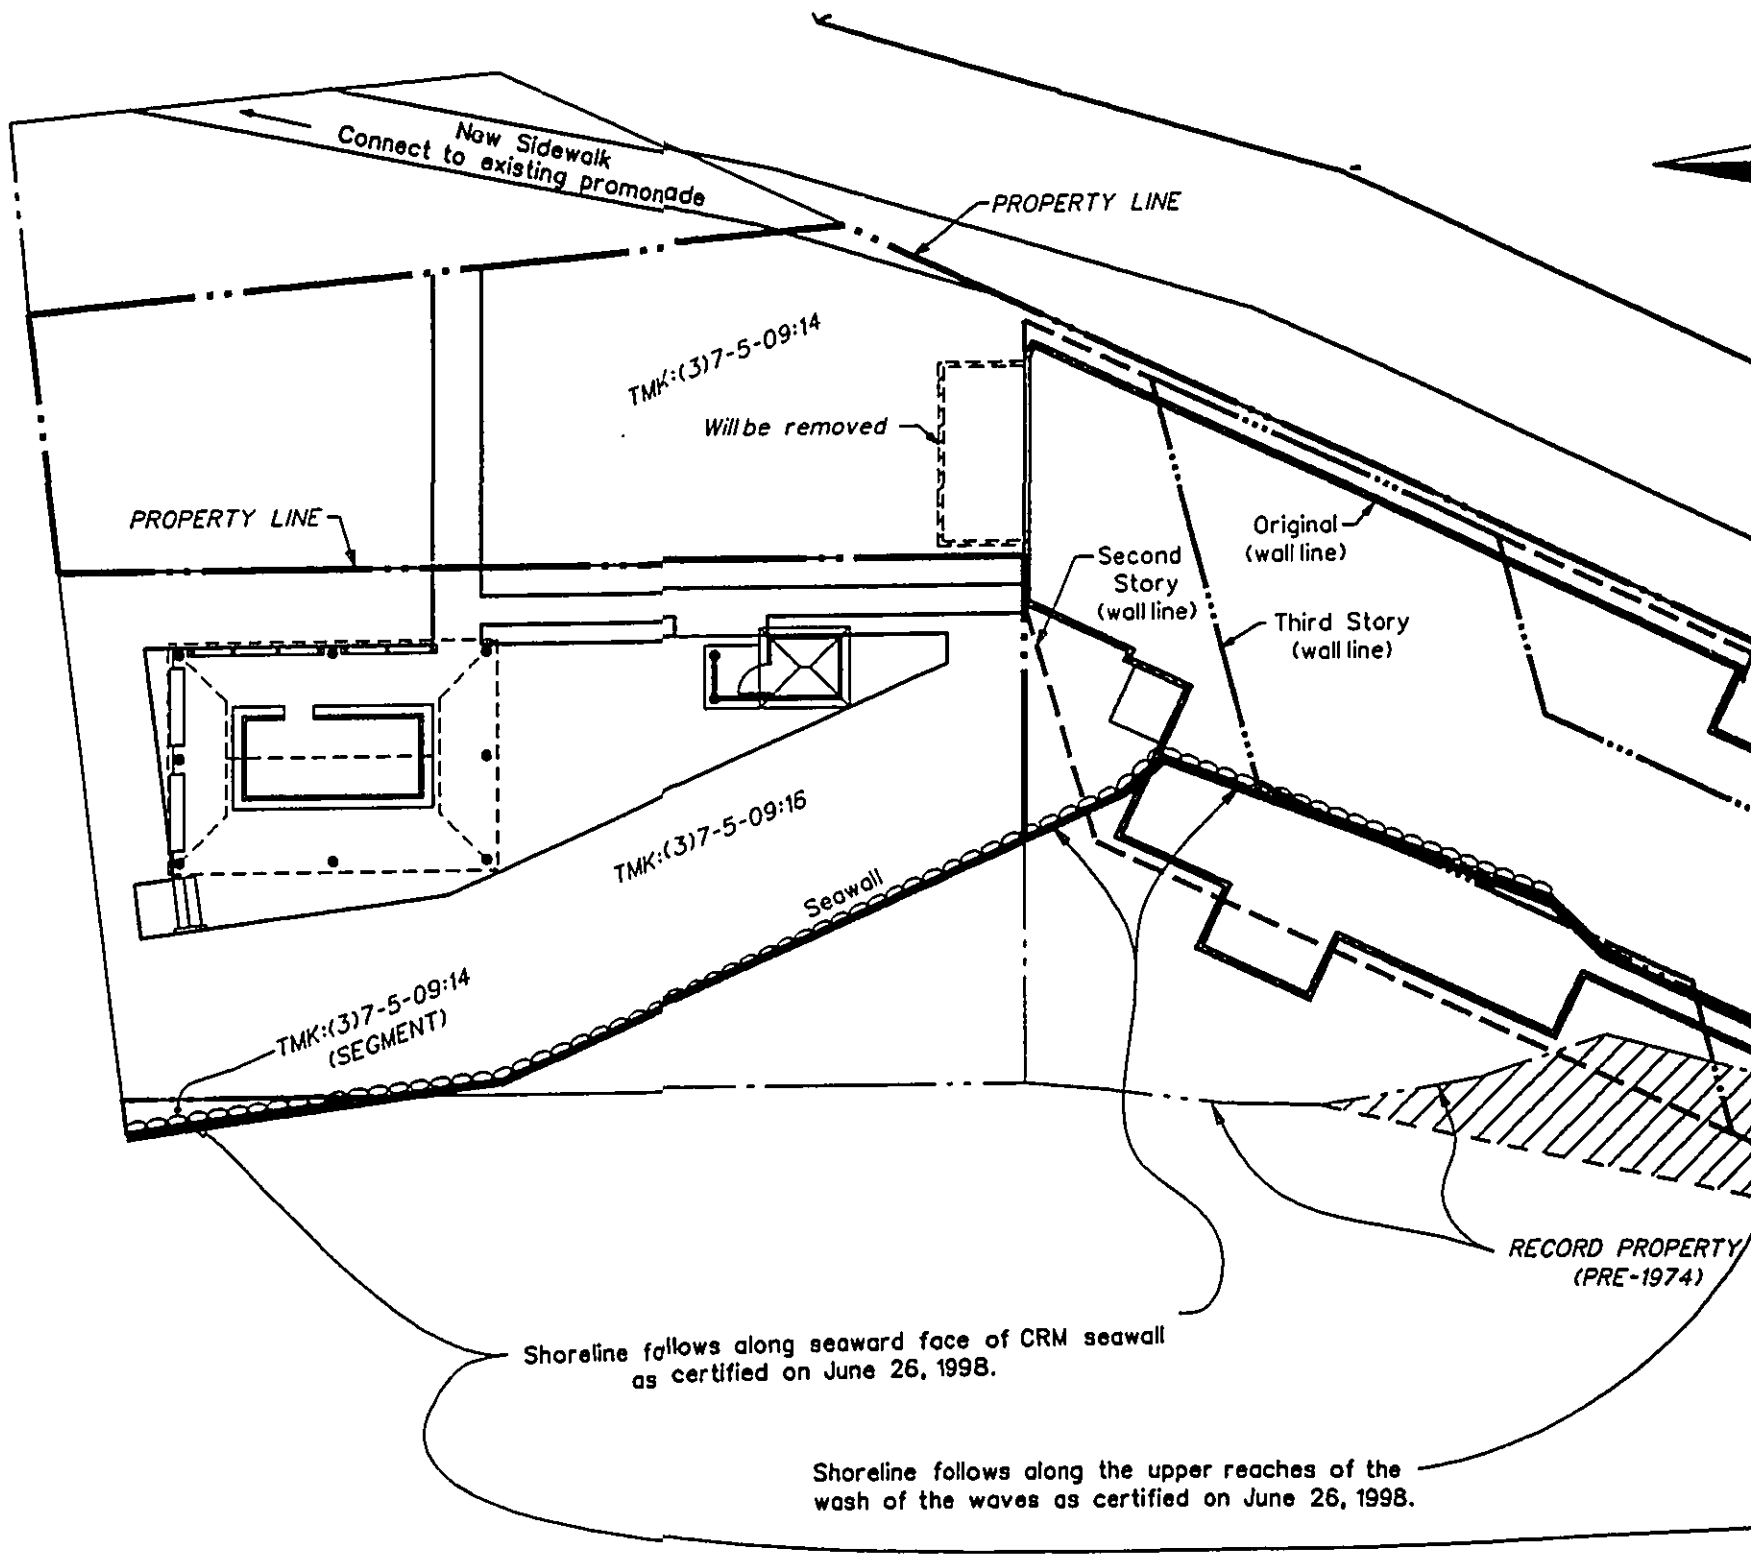 New Sidewalk
Connect to existing promonade
PROPERTY LINE
TMK:(3)7-5-09:14
Will be removed
PROPERTY LINE
Original
(wall line)
Second
Story
(wall line)
Third Story
(wall line)
TMK:(3)7-5-09:16
Seawall
TMK:(3)7-5-09:14
(SEGMENT)
RECORD PROPERTY
(PRE-1974)
Shoreline follows along seaward face of CRM seawall
as certified on June 26, 1998.
Shoreline follows along the upper reaches of the
wash of the waves as certified on June 26, 1998.